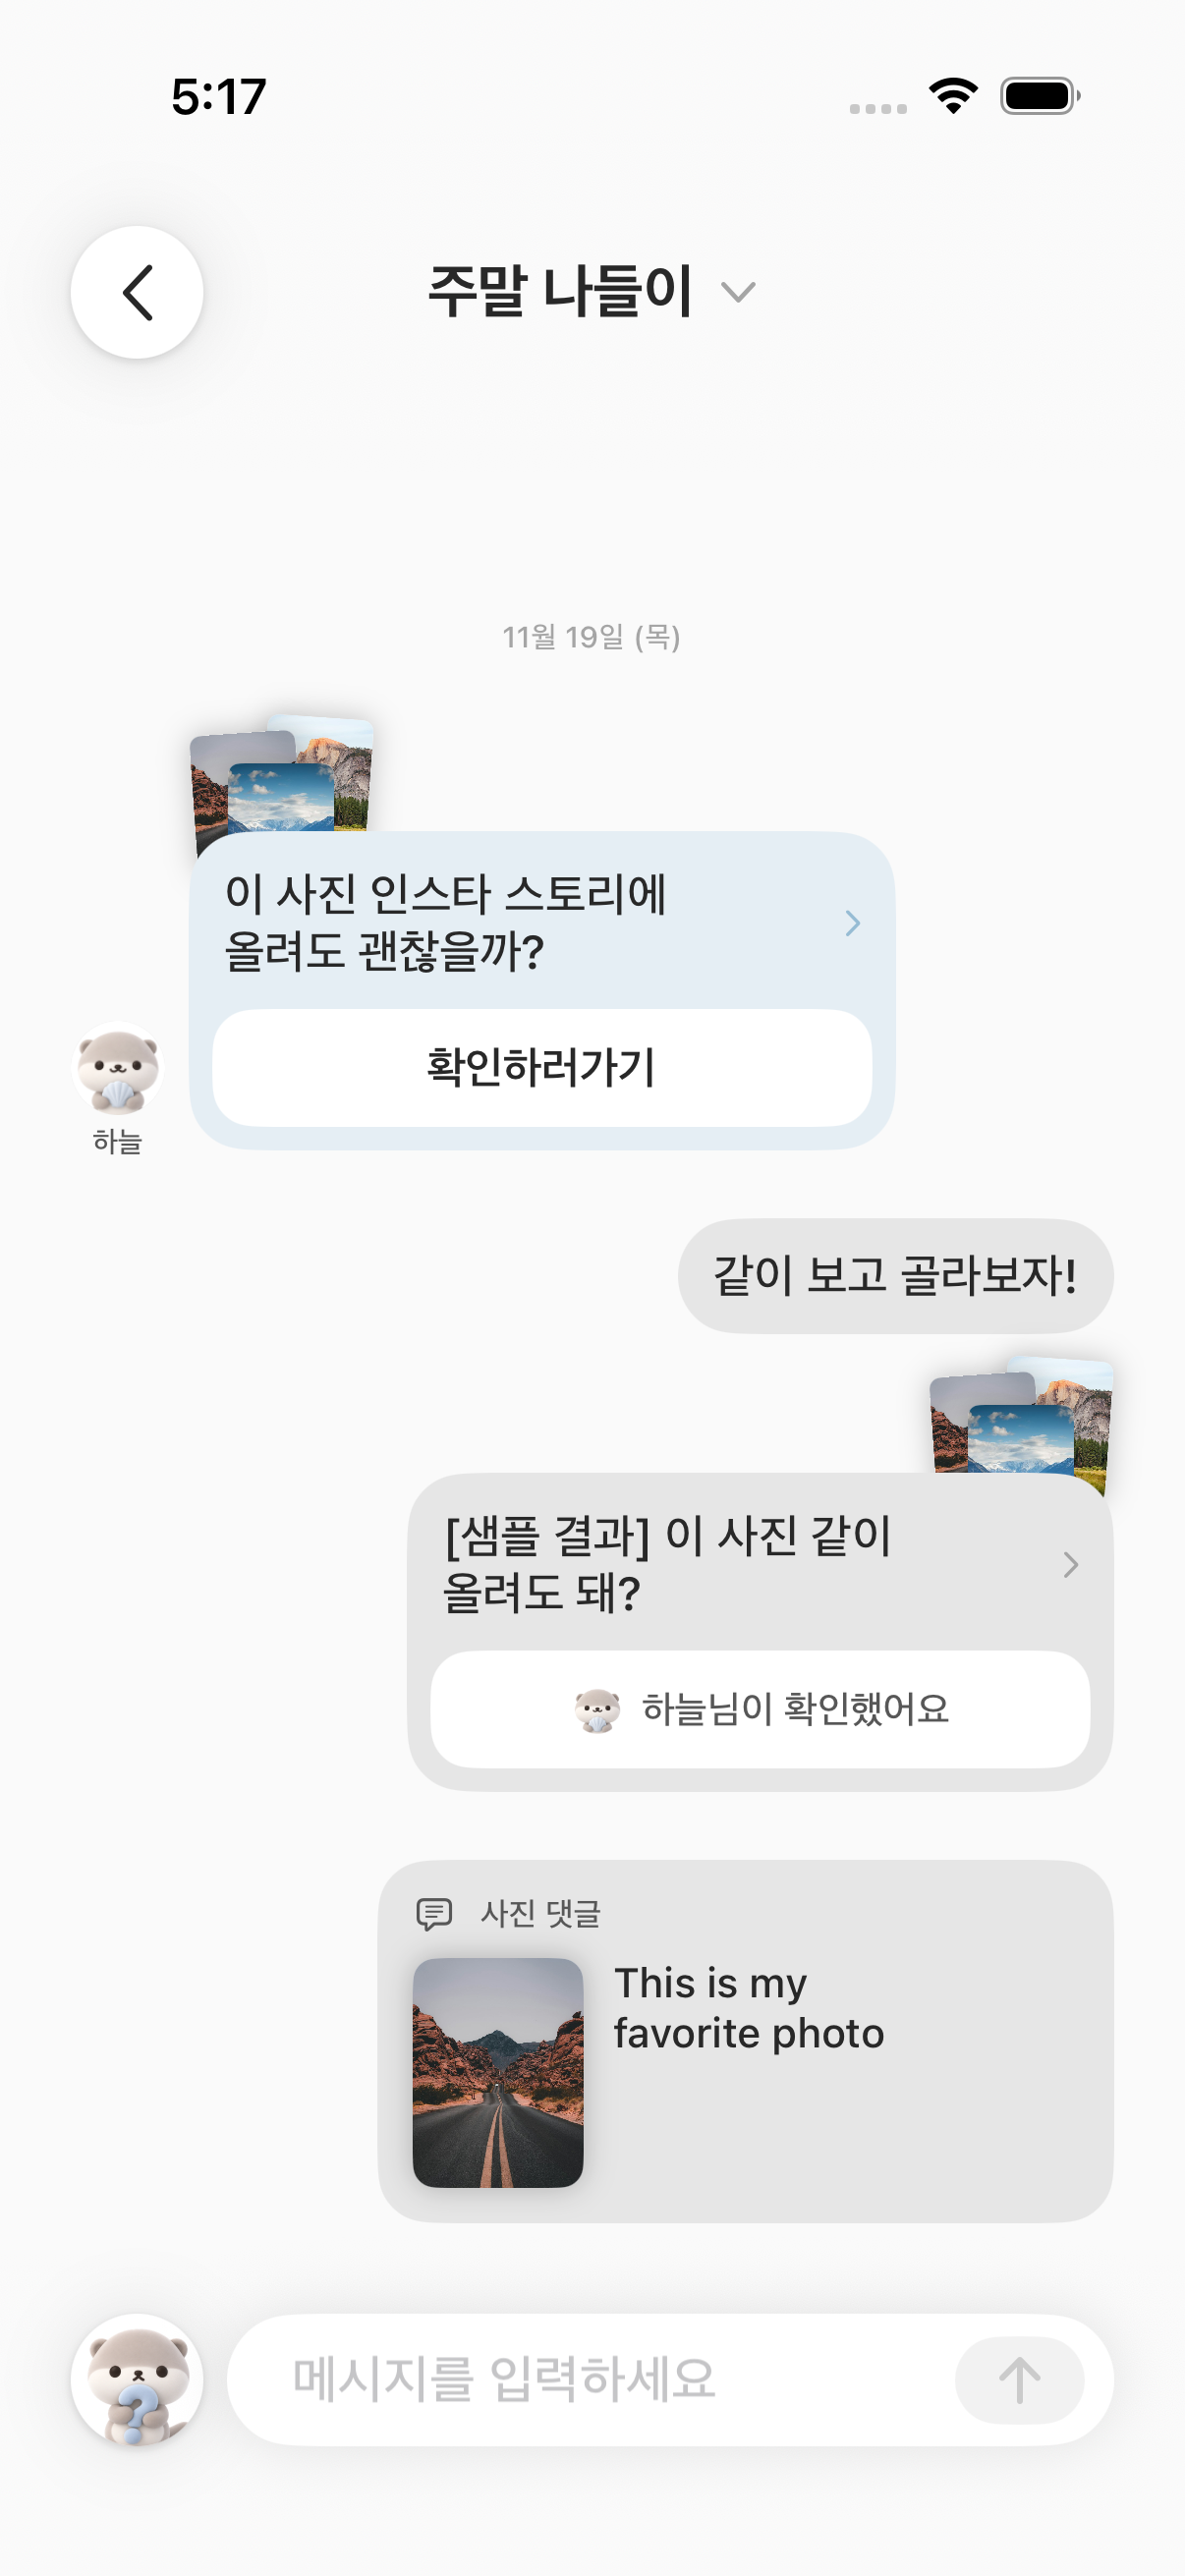 5:17
주말 나들이
11월 19일 (목)
이 사진 인스타 스토리에
올려도 괜찮을까?
확인하러가기
하늘
같이 보고 골라보자!
[샘플 결과] 이 사진 같이
올려도 돼?
하늘님이 확인했어요
사진 댓글
This is my
favorite photo
메시지를 입력하세요